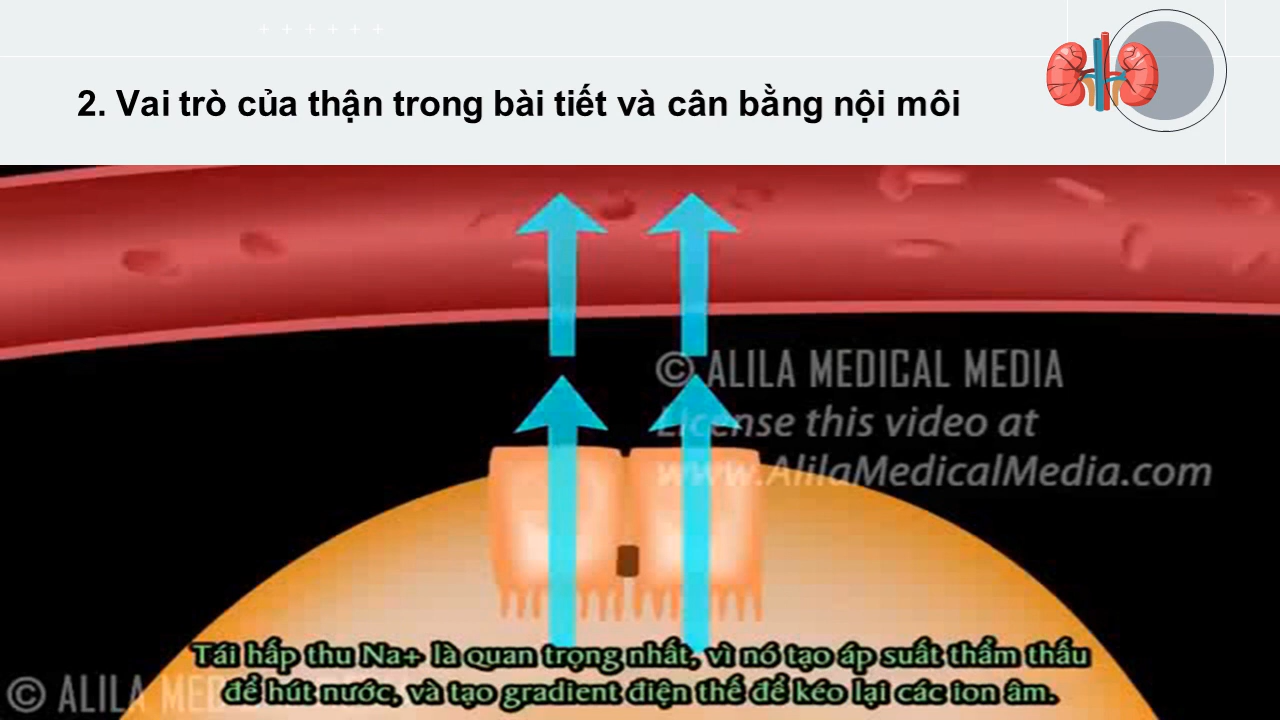 2. Vai trò của thận trong bài tiết và cân bằng nội môi
© ALILA MEDICAL MEDIA
License this video at
www.AlilaMedicalMedia.com
Tái hấp thu Na+ là quan trọng nhất, vì nó tạo áp suất thẩm thấu
để hút nước, và tạo gradient điện thế để kéo lại các ion âm.
© ALILA MED